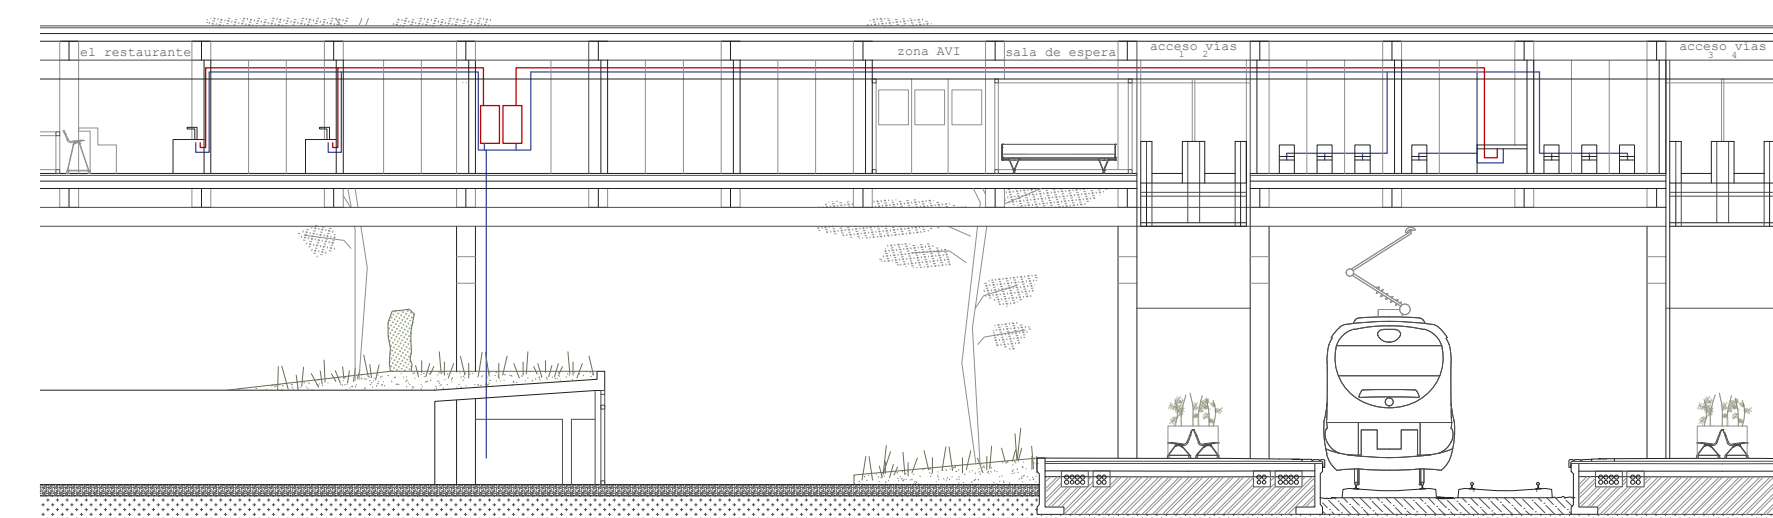 el restaurante
zona AVI
sala de espera
acceso vías
1 2
acceso vías
3 4